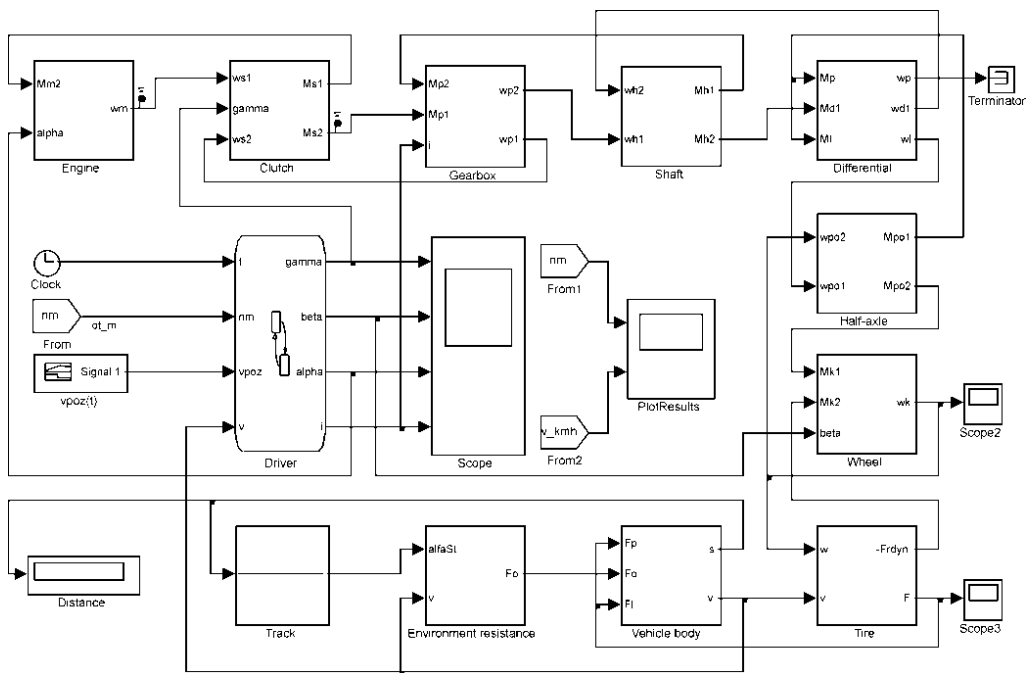 Mm2
wm
alpha
Engine
ws1
gamma
ws2
Ms1
Ms2
Clutch
Mp2
Mp1
i
wp2
wp1
Gearbox
wh2
wh1
Mh1
Mh2
Shaft
Mp
Md1
Ml
wp
wd1
wl
Differential
Terminator
Clock
nm
From
ot_m
Signal 1
vpoz(t)
t
nm
vpoz
v
gamma
beta
alpha
i
Driver
Scope
nm
From1
v_kmh
From2
PlotResults
wpo2
wpo1
Mpo1
Mpo2
Half-axle
Mk1
Mk2
beta
wk
Wheel
Scope2
Distance
Track
alfaSt
v
Fo
Environment resistance
Fp
Fo
Fl
s
v
Vehicle body
w
v
-Frdyn
F
Tire
Scope3